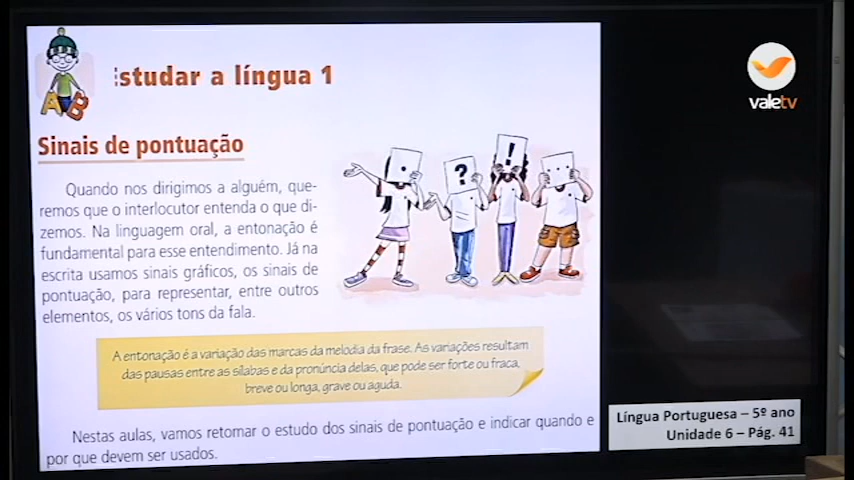 studar a língua 1
Sinais de pontuação
Quando nos dirigimos a alguém, que-
remos que o interlocutor entenda o que di-
zemos. Na linguagem oral, a entonação é
fundamental para esse entendimento. Já na
escrita usamos sinais gráficos, os sinais de
pontuação, para representar, entre outros
elementos, os vários tons da fala.
?
!
A entonação é a variação das marcas da melodia da frase. As variações resultam
das pausas entre as sílabas e da pronúncia delas, que pode ser forte ou fraca,
breve ou longa, grave ou aguda.
Nestas aulas, vamos retomar o estudo dos sinais de pontuação e indicar quando e
por que devem ser usados.
A B
valetv
Língua Portuguesa – 5º ano
Unidade 6 – Pág. 41